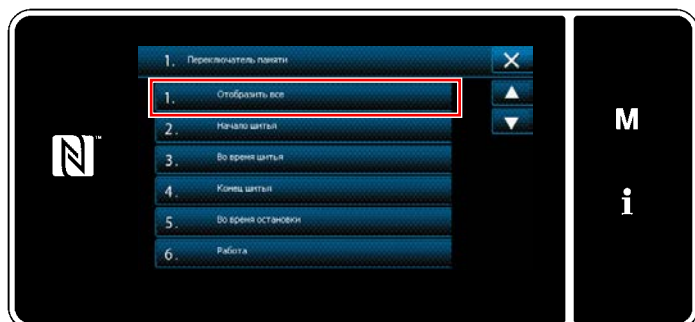 1. Переключатель памяти
1. Отобразить все
2. Начало шитья
3. Во время шитья
4. Конец шитья
5. Во время остановки
6. Работа
M
i